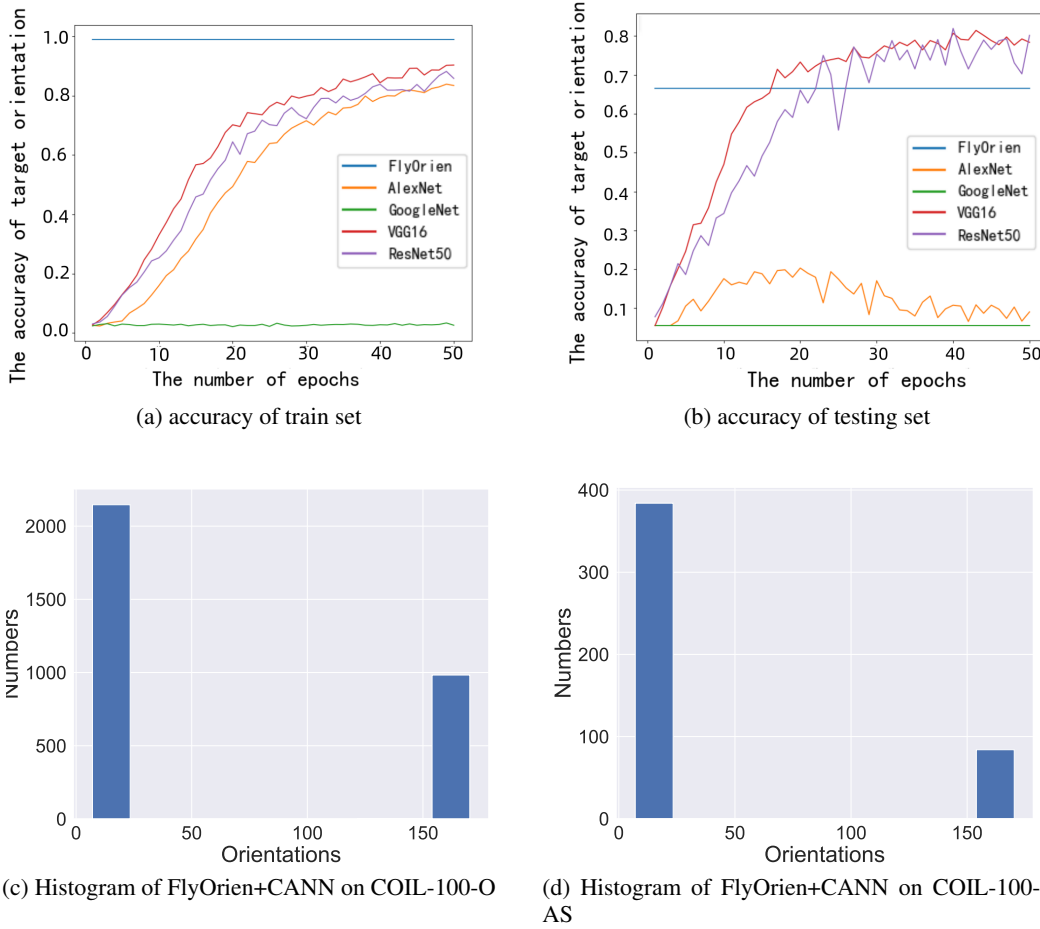 The accuracy of target orientation
1.0
0.8
0.6
0.4
0.2
0.0
FlyOrien
AlexNet
GoogleNet
VGG16
ResNet50
0 10 20 30 40 50
The number of epochs
(a) accuracy of train set
The accuracy of target orientation
0.8
0.7
0.6
0.5
0.4
0.3
0.2
0.1
FlyOrien
AlexNet
GoogleNet
VGG16
ResNet50
0 10 20 30 40 50
The number of epochs
(b) accuracy of testing set
Numbers
2000
1500
1000
500
0
0 50 100 150
Orientations
(c) Histogram of FlyOrien+CANN on COIL-100-O
Numbers
400
300
200
100
0
0 50 100 150
Orientations
(d) Histogram of FlyOrien+CANN on COIL-100-
AS